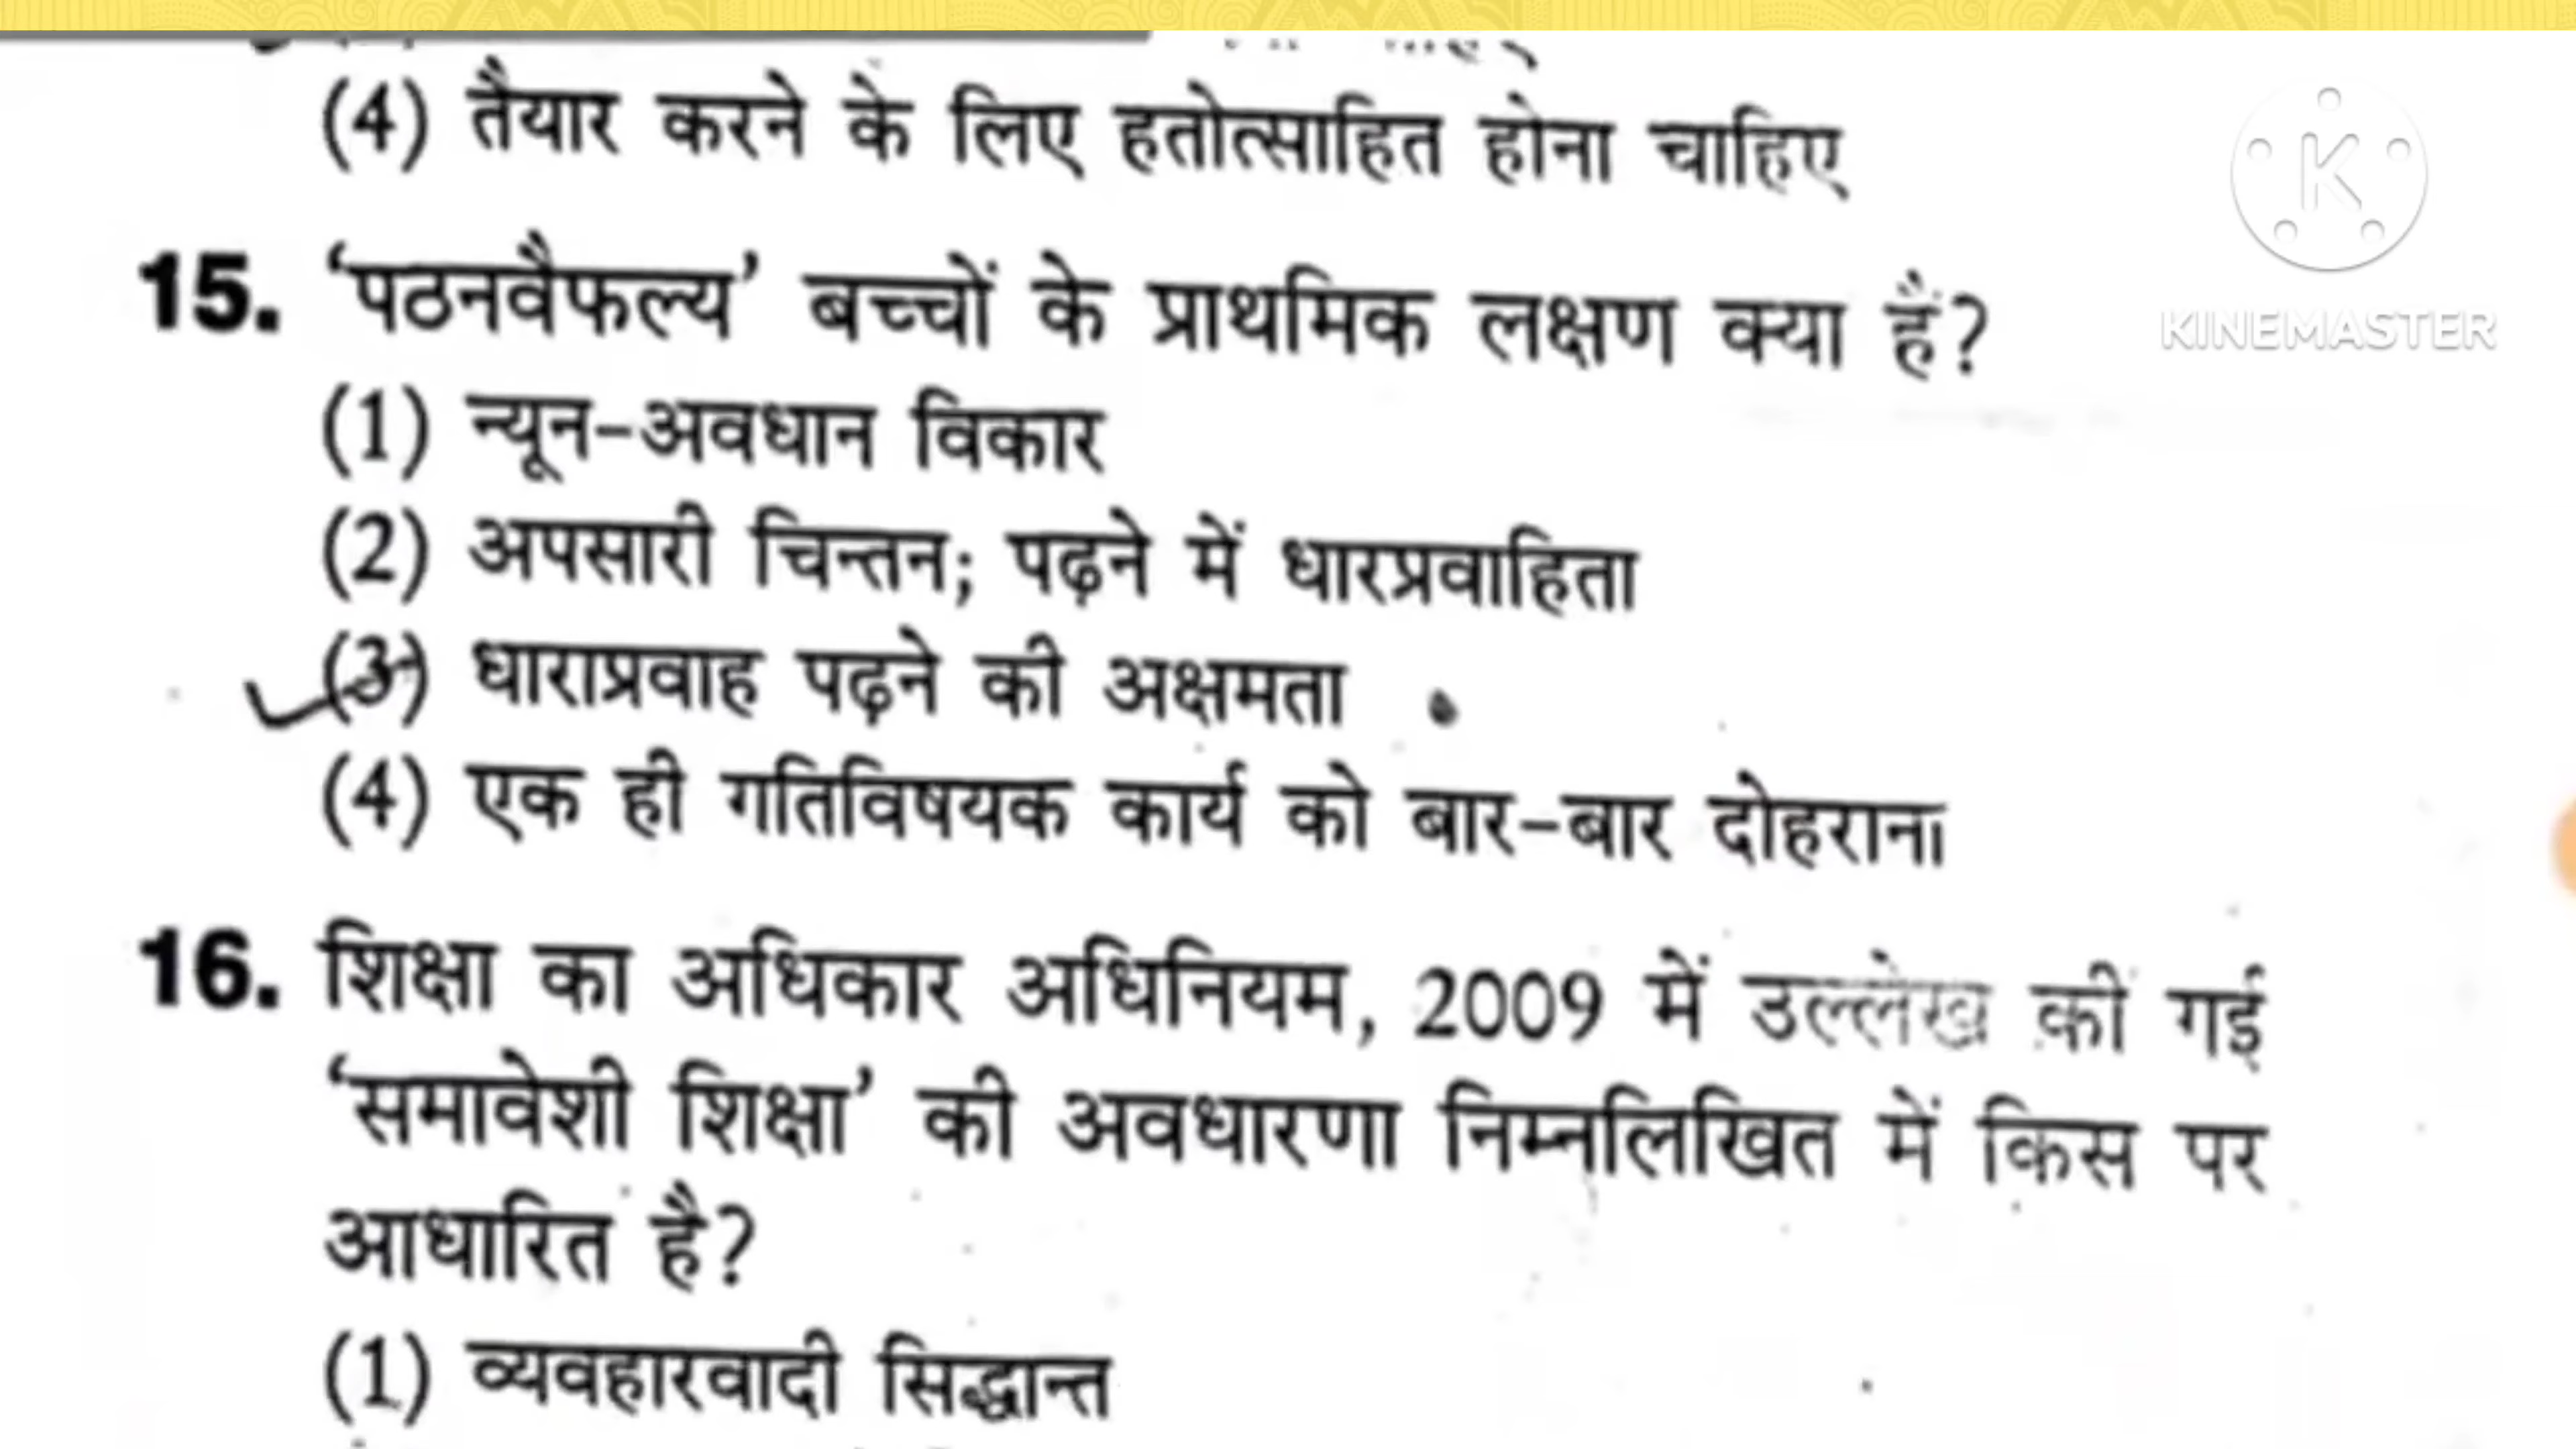 (4) तैयार करने के लिए हतोत्साहित होना चाहिए
KINEMASTER
15. ‘पठनवैफल्य’ बच्चों के प्राथमिक लक्षण क्या हैं?
(1) न्यून-अवधान विकार
(2) अपसारी चिन्तन; पढ़ने में धारप्रवाहिता
(3) धाराप्रवाह पढ़ने की अक्षमता
(4) एक ही गतिविषयक कार्य को बार-बार दोहराना
16. शिक्षा का अधिकार अधिनियम, 2009 में उल्लेख की गई
‘समावेशी शिक्षा’ की अवधारणा निम्नलिखित में किस पर
आधारित है?
(1) व्यवहारवादी सिद्धान्त